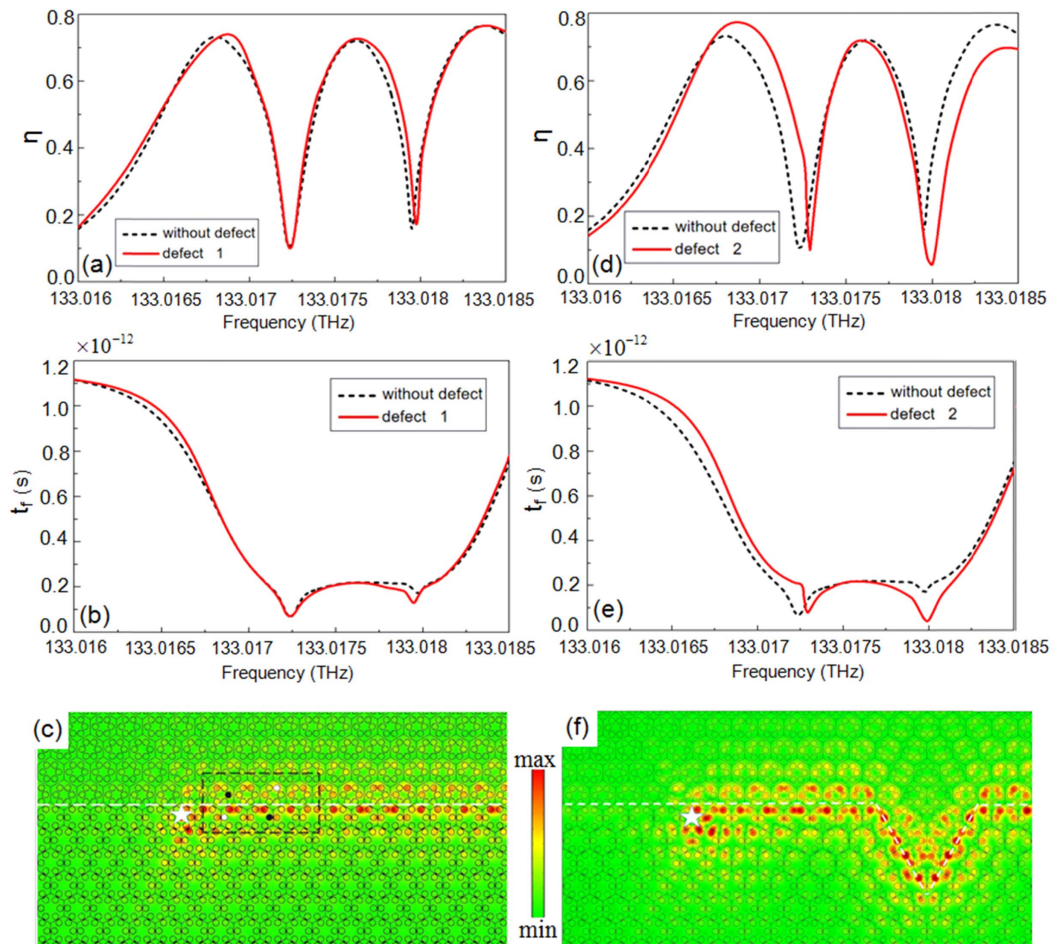 0.8
0.6
0.4
0.2
0.0
η
without defect
defect 1
(a)
133.016 133.0165 133.017 133.0175 133.018 133.0185
Frequency (THz)
0.8
0.6
0.4
0.2
0.0
η
without defect
defect 2
(d)
133.016 133.0165 133.017 133.0175 133.018 133.0185
Frequency (THz)
×10⁻¹²
1.2
1.0
0.8
0.6
0.4
0.2
0.0
t_f (s)
without defect
defect 1
(b)
133.016 133.0165 133.017 133.0175 133.018 133.0185
Frequency (THz)
×10⁻¹²
1.2
1.0
0.8
0.6
0.4
0.2
0.0
t_f (s)
without defect
defect 2
(e)
133.016 133.0165 133.017 133.0175 133.018 133.0185
Frequency (THz)
(c)
max
min
(f)